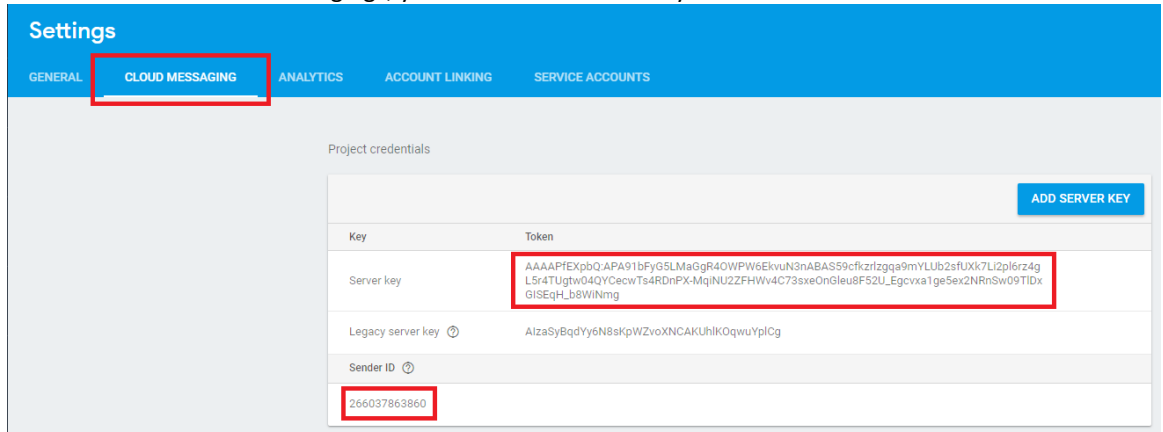 Settings
GENERAL CLOUD MESSAGING ANALYTICS ACCOUNT LINKING SERVICE ACCOUNTS
Project credentials
ADD SERVER KEY
Key Token
Server key
AAAAPfEXpbQ:APA91bFyG5LMaGgR4OWPW6EkvuN3nABAS59cfkzrlzgqa9mYLUb2sfUXk7Li2pl6rz4g
L5r4TUgtw04QYCecwTs4RDnPX-MqiNU2ZFHWv4C73sxeOnGleu8F52U_Egcvxa1ge5ex2NRnSw09TlDx
GISEqH_b8WiNmg
Legacy server key AIzaSyBqdYy6N8sKpWZvoXNCAKUhlKOqwuYplCg
Sender ID
266037863860